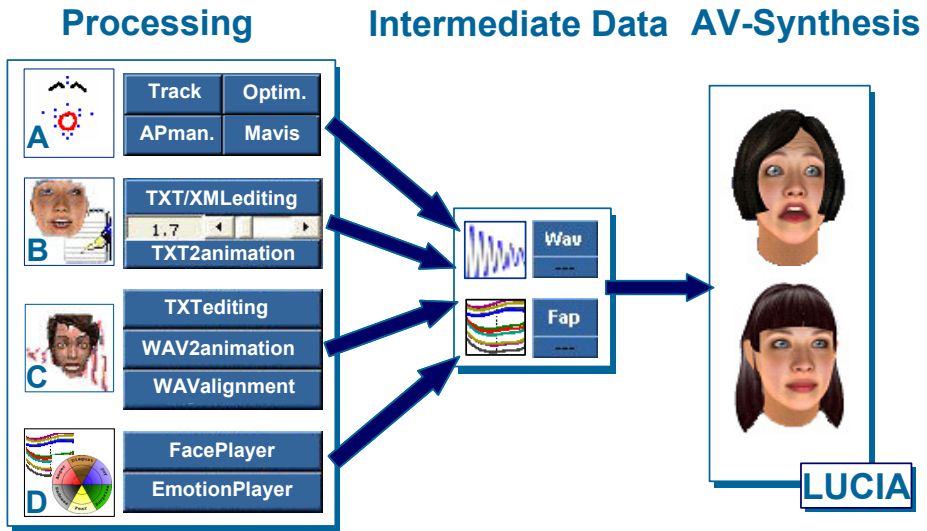 Processing
Intermediate Data
AV-Synthesis
A
Track
Optim.
APman.
Mavis
B
TXT/XMLediting
1.7
TXT2animation
C
TXTediting
WAV2animation
WAValignment
D
FacePlayer
EmotionPlayer
Wav
---
Fap
---
LUCIA